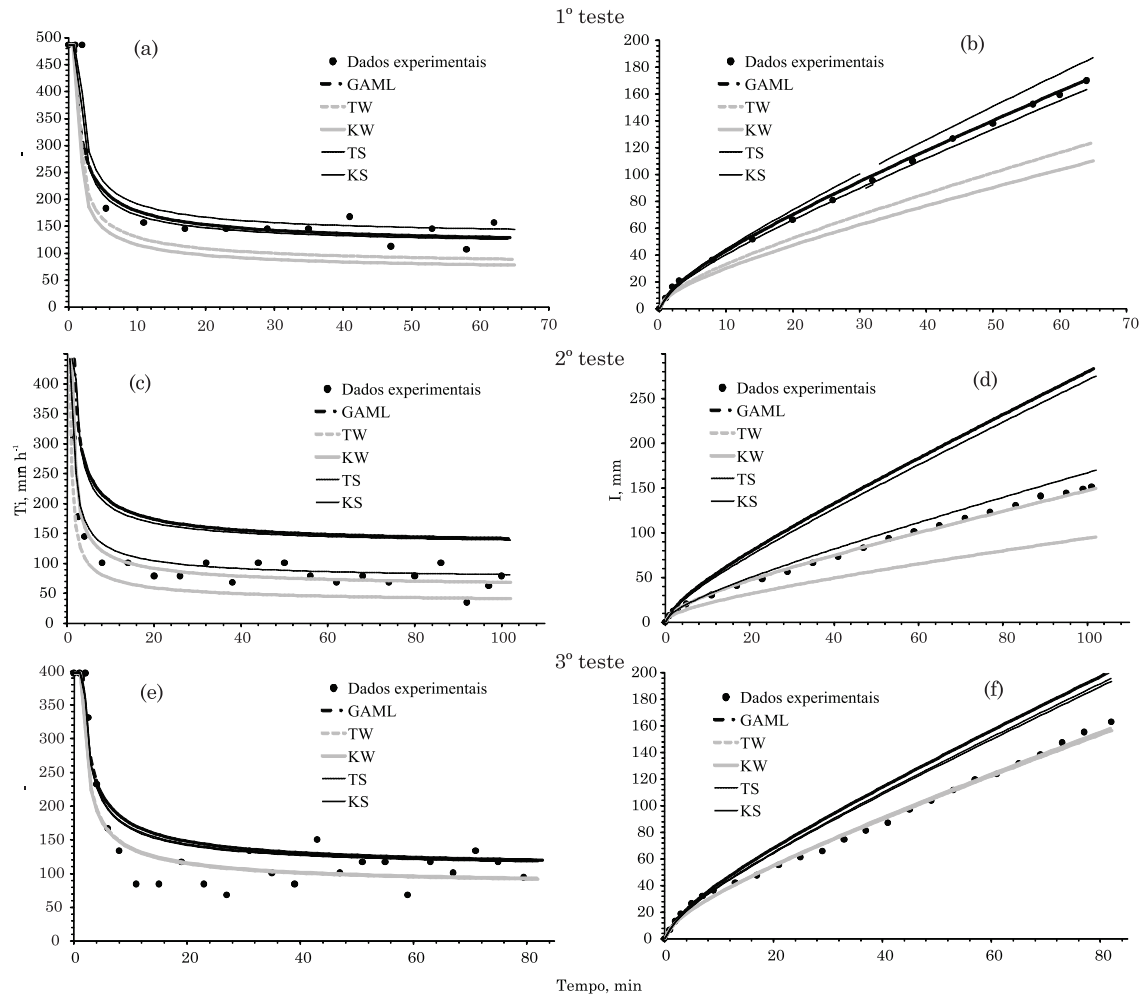 1º teste
(a)
500
450
400
350
300
250
200
150
100
50
0
0 10 20 30 40 50 60 70
Dados experimentais
GAML
TW
KW
TS
KS
(b)
200
180
160
140
120
100
80
60
40
20
0
0 10 20 30 40 50 60 70
Dados experimentais
GAML
TW
KW
TS
KS
2º teste
(c)
Ti, mm h-1
400
350
300
250
200
150
100
50
0
0 20 40 60 80 100
Dados experimentais
GAML
TW
KW
TS
KS
(d)
I, mm
250
200
150
100
50
0
0 20 40 60 80 100
Dados experimentais
GAML
TW
KW
TS
KS
3º teste
(e)
400
350
300
250
200
150
100
50
0
0 20 40 60 80
Dados experimentais
GAML
TW
KW
TS
KS
(f)
200
180
160
140
120
100
80
60
40
20
0
0 20 40 60 80
Dados experimentais
GAML
TW
KW
TS
KS
Tempo, min